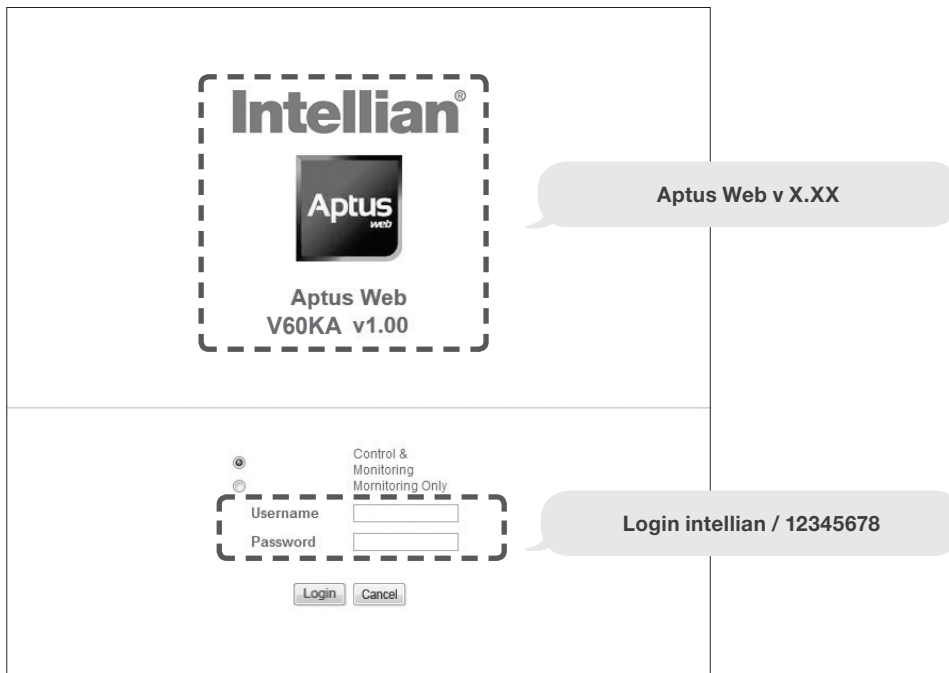 Intellian®
Aptus
web
Aptus Web
V60KA v1.00
Aptus Web v X.XX
Control &
Monitoring
Mornitoring Only
Username
Password
Login intellian / 12345678
Login Cancel